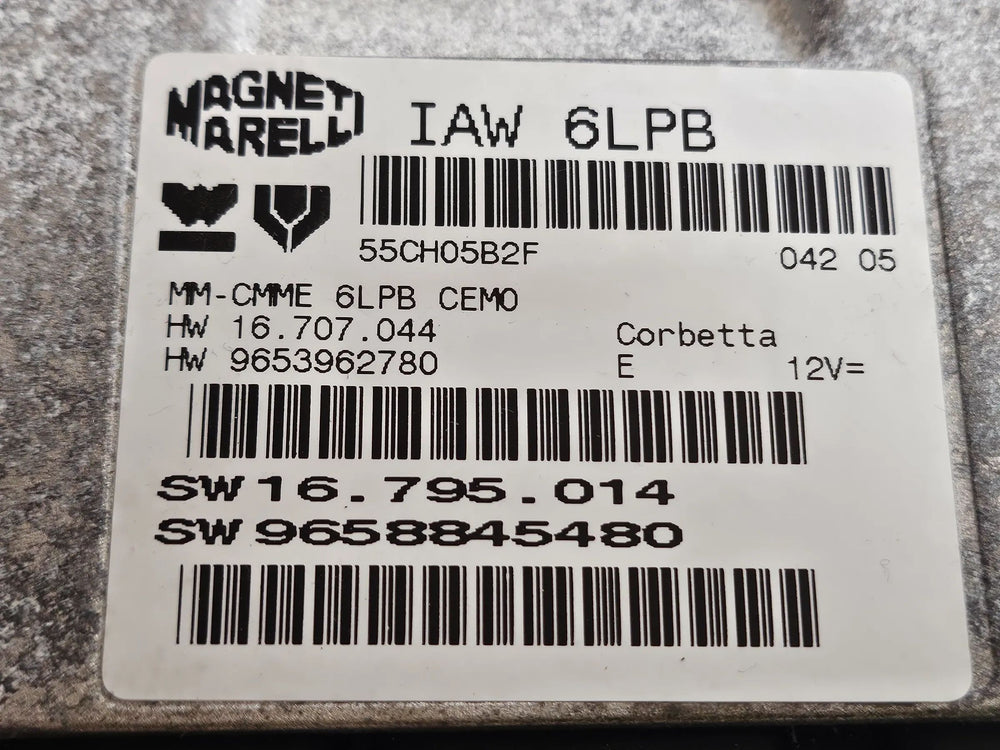 MAGNETI
MARELLI
IAW 6LPB
55CH05B2F 042 05
MM-CMME 6LPB CEM0
HW 16.707.044 Corbetta
HW 9653962780 E 12V=
SW 16.795.014
SW 9658845480